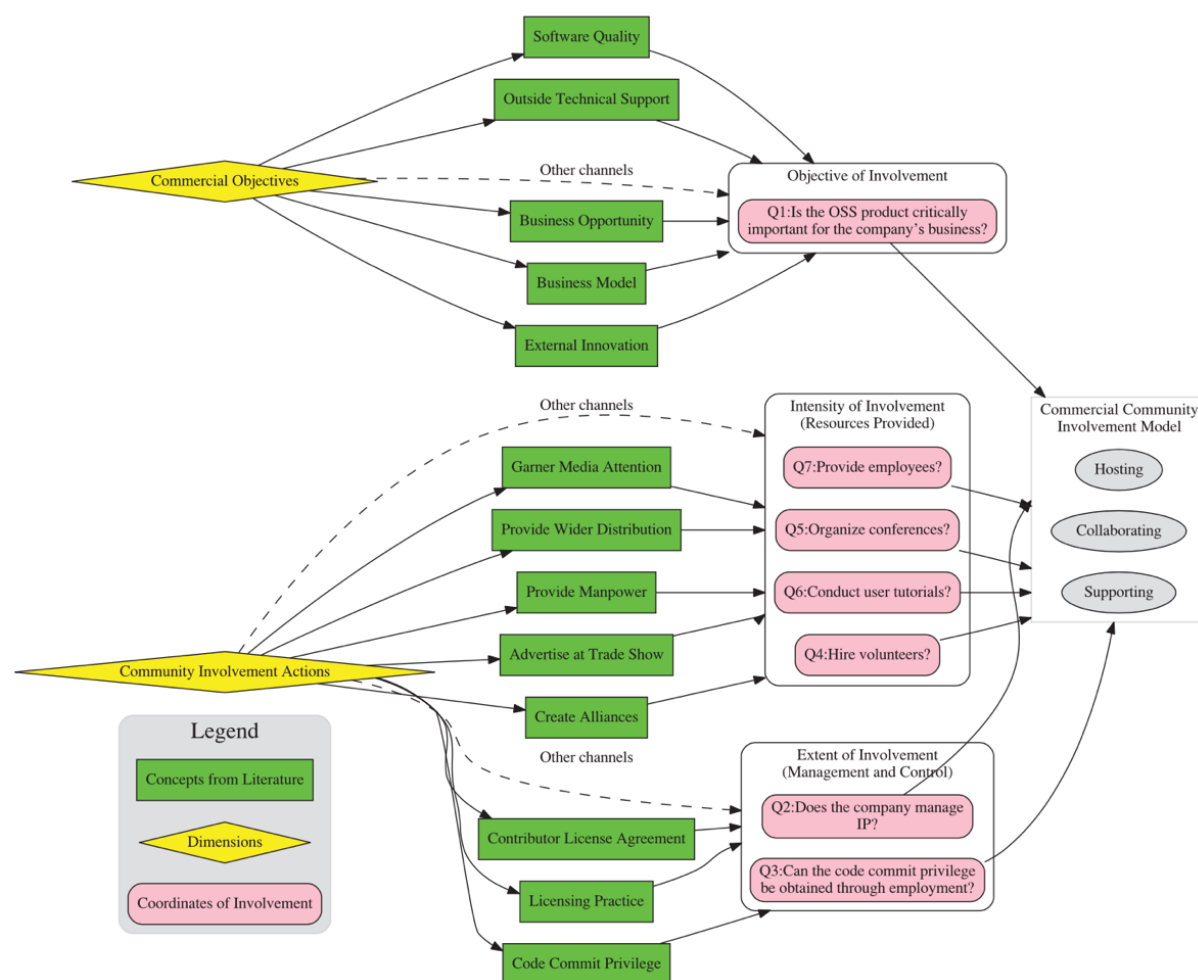 Software Quality
Outside Technical Support
Other channels
Commercial Objectives
Objective of Involvement
Q1:Is the OSS product critically
important for the company's business?
Business Opportunity
Business Model
External Innovation
Other channels
Intensity of Involvement
(Resources Provided)
Commercial Community
Involvement Model
Garner Media Attention
Q7:Provide employees?
Hosting
Provide Wider Distribution
Q5:Organize conferences?
Collaborating
Provide Manpower
Q6:Conduct user tutorials?
Supporting
Advertise at Trade Show
Q4:Hire volunteers?
Community Involvement Actions
Create Alliances
Legend
Concepts from Literature
Dimensions
Coordinates of Involvement
Other channels
Extent of Involvement
(Management and Control)
Q2:Does the company manage
IP?
Contributor License Agreement
Q3:Can the code commit privilege
be obtained through employment?
Licensing Practice
Code Commit Privilege